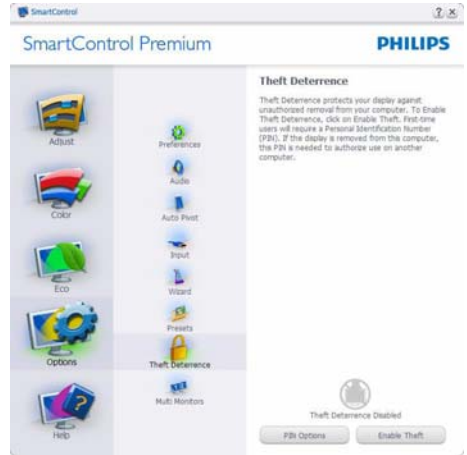 SmartControl
SmartControl Premium
PHILIPS
Adjust
Color
Eco
Options
Help
Preferences
Audio
Auto Pivot
Input
Wizard
Presets
Theft Deterrence
Multi Monitors
Theft Deterrence
Theft Deterrence protects your display against
unauthorized removal from your computer. To Enable
Theft Deterrence, click on Enable Theft. First-time
users will require a Personal Identification Number
(PIN). If the display is removed from this computer,
this PIN is needed to authorize use on another
computer.
Theft Deterrence Disabled
PIN Options
Enable Theft